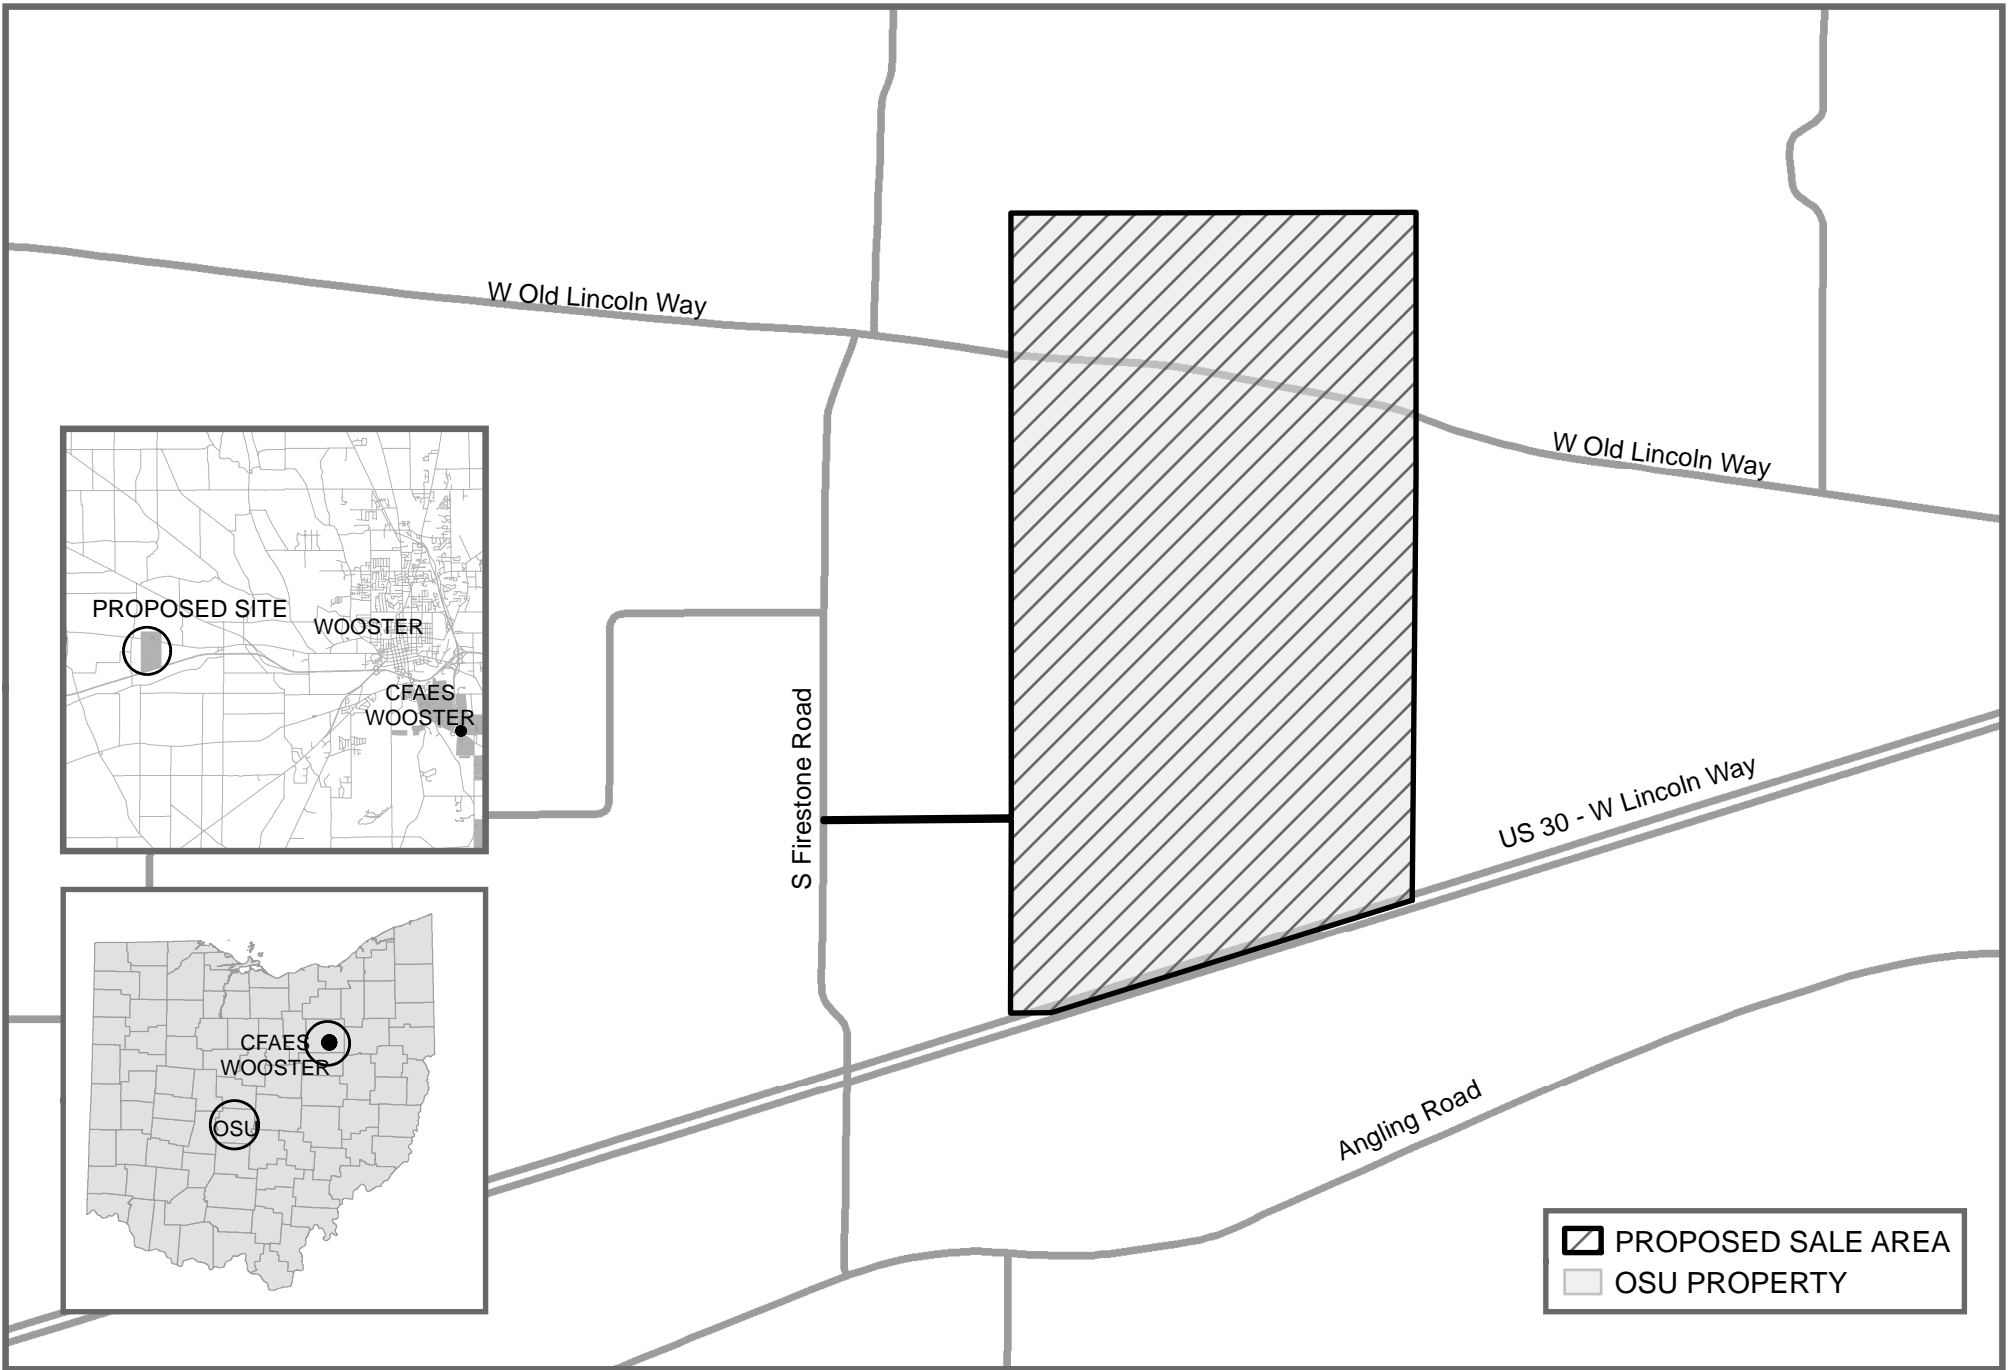 W Old Lincoln Way
W Old Lincoln Way
PROPOSED SITE
WOOSTER
CFAES
WOOSTER
S Firestone Road
US 30 - W Lincoln Way
CFAES
WOOSTER
OSU
Angling Road
PROPOSED SALE AREA
OSU PROPERTY